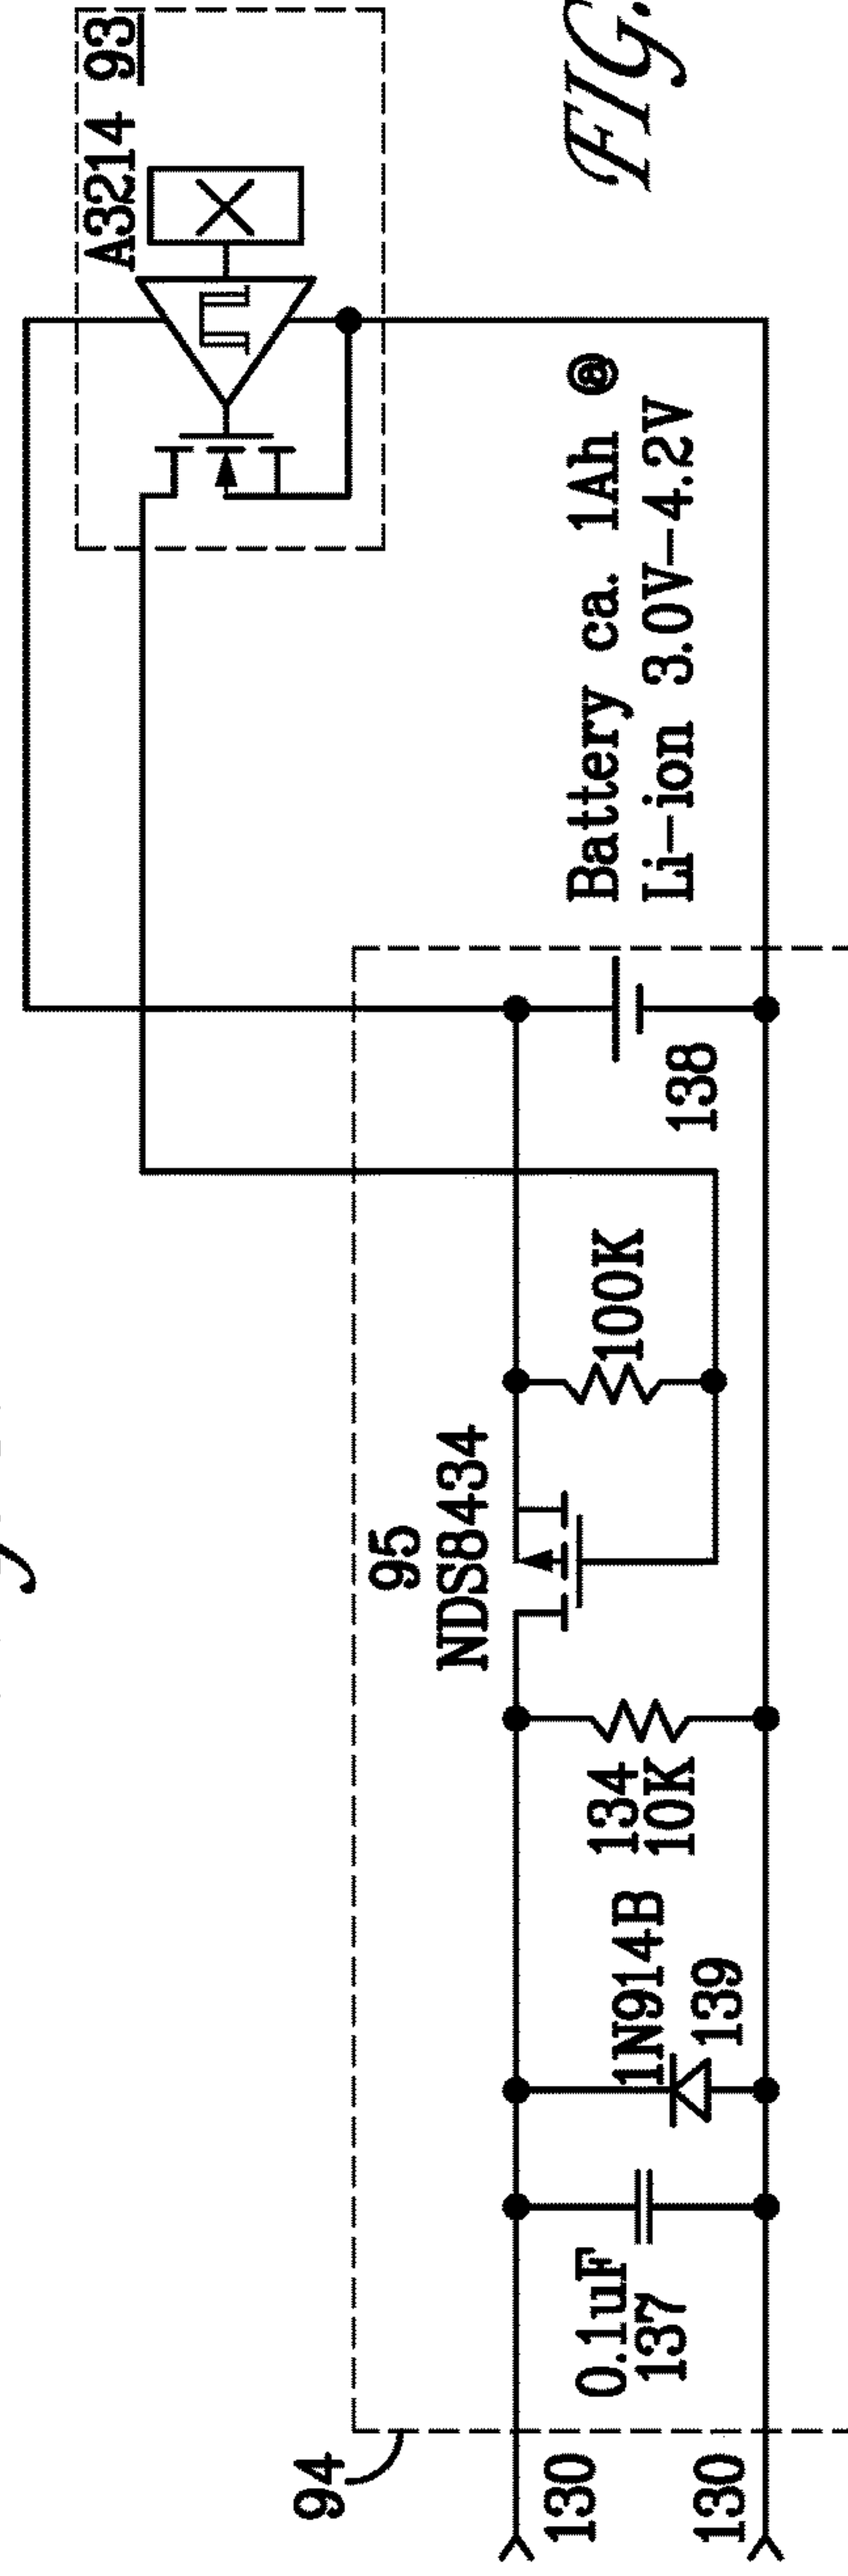 94
130
130
0.1uF
137
1N914B
139
134
10K
95
NDS8434
100K
138
Battery ca. 1Ah @
Li-ion 3.0V-4.2V
A3214 93
FIG.